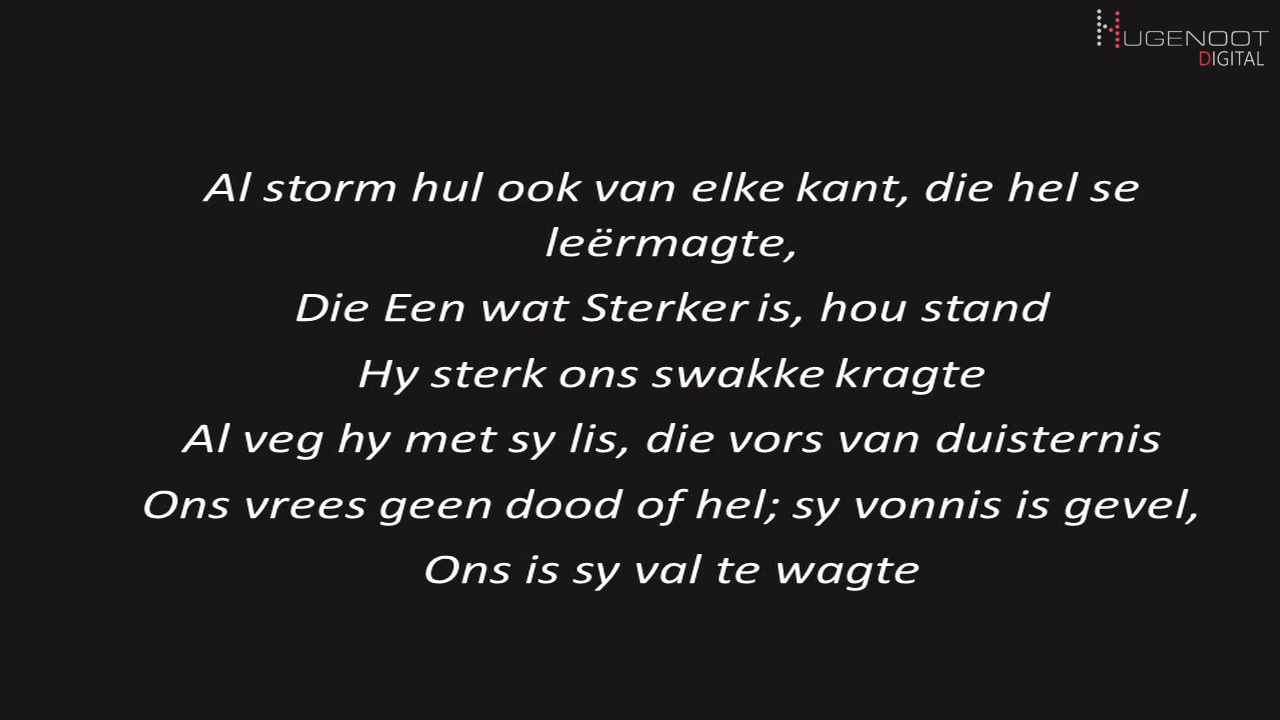 HUGENOOT
DIGITAL
Al storm hul ook van elke kant, die hel se
leërmagte,
Die Een wat Sterker is, hou stand
Hy sterk ons swakke kragte
Al veg hy met sy lis, die vors van duisternis
Ons vrees geen dood of hel; sy vonnis is gevel,
Ons is sy val te wagte